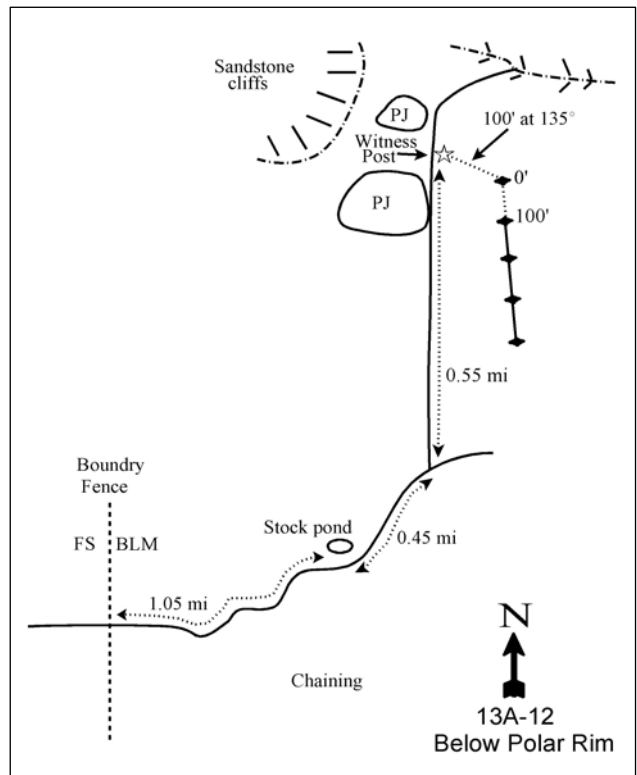 Sandstone
cliffs
PJ
100' at 135°
Witness
Post
0'
PJ
100'
0.55 mi
Boundry
Fence
FS
BLM
Stock pond
0.45 mi
1.05 mi
N
Chaining
13A-12
Below Polar Rim